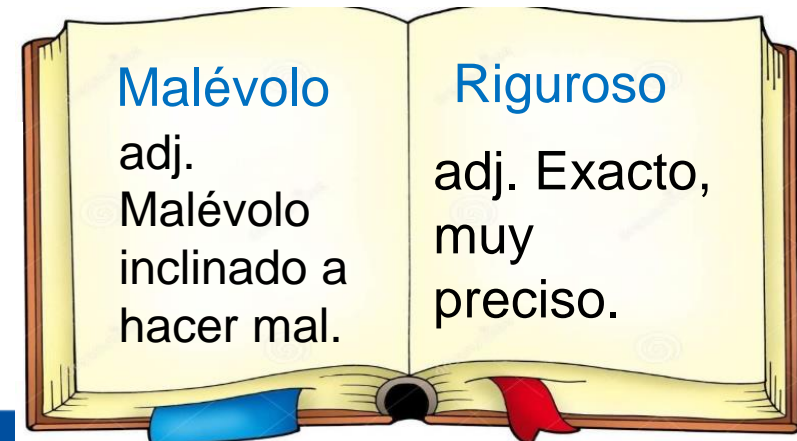 Malévolo
adj.
Malévolo
inclinado a
hacer mal.
Riguroso
adj. Exacto,
muy
preciso.